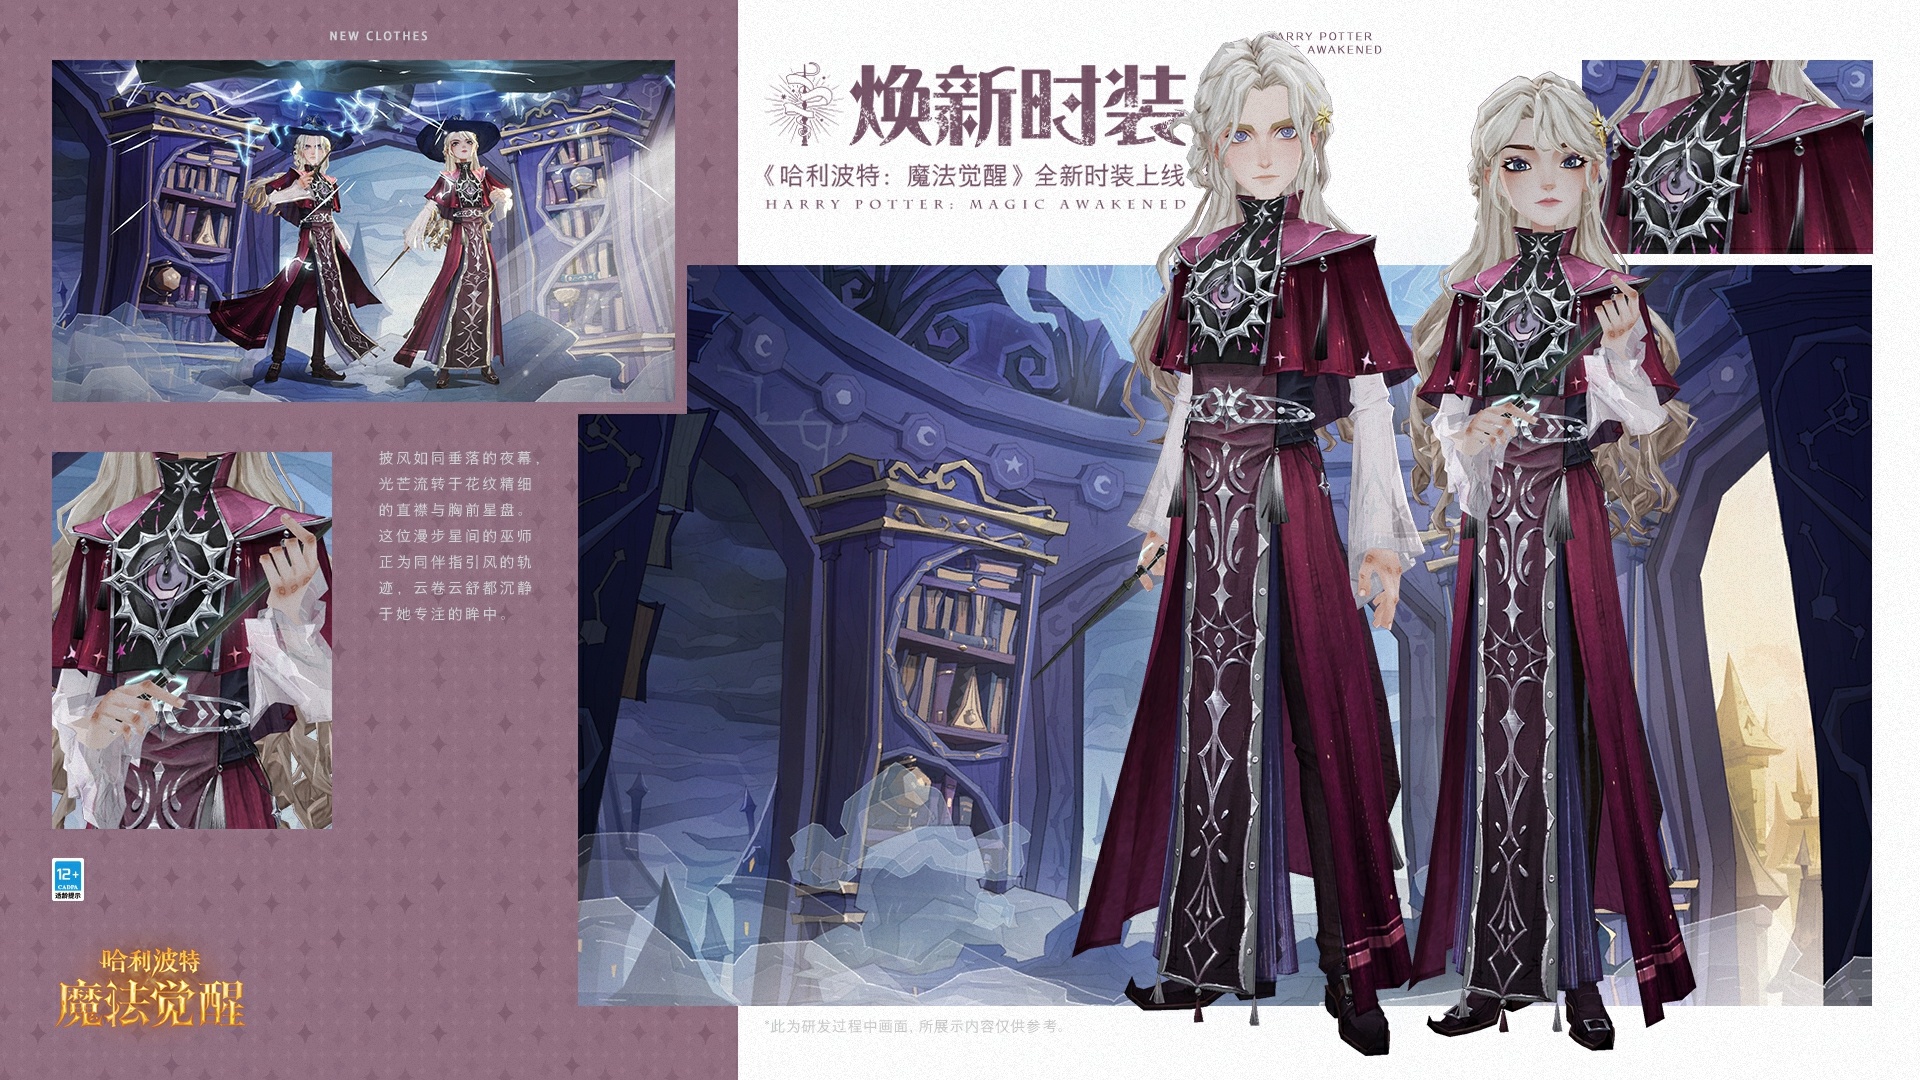 NEW CLOTHES
HARRY POTTER
AWAKENED
焕新时装
《哈利波特：魔法觉醒》全新时装上线
HARRY POTTER: MAGIC AWAKENED
披风如同垂落的夜幕，
光芒流转于花纹精细
的直襟与胸前星盘。
这位漫步星间的巫师
正为同伴指引风的轨
迹，云卷云舒都沉静
于她专注的眸中。
12+
CADPA
适龄提示
哈利波特
魔法觉醒
*此为研发过程中画面，所展示内容仅供参考。